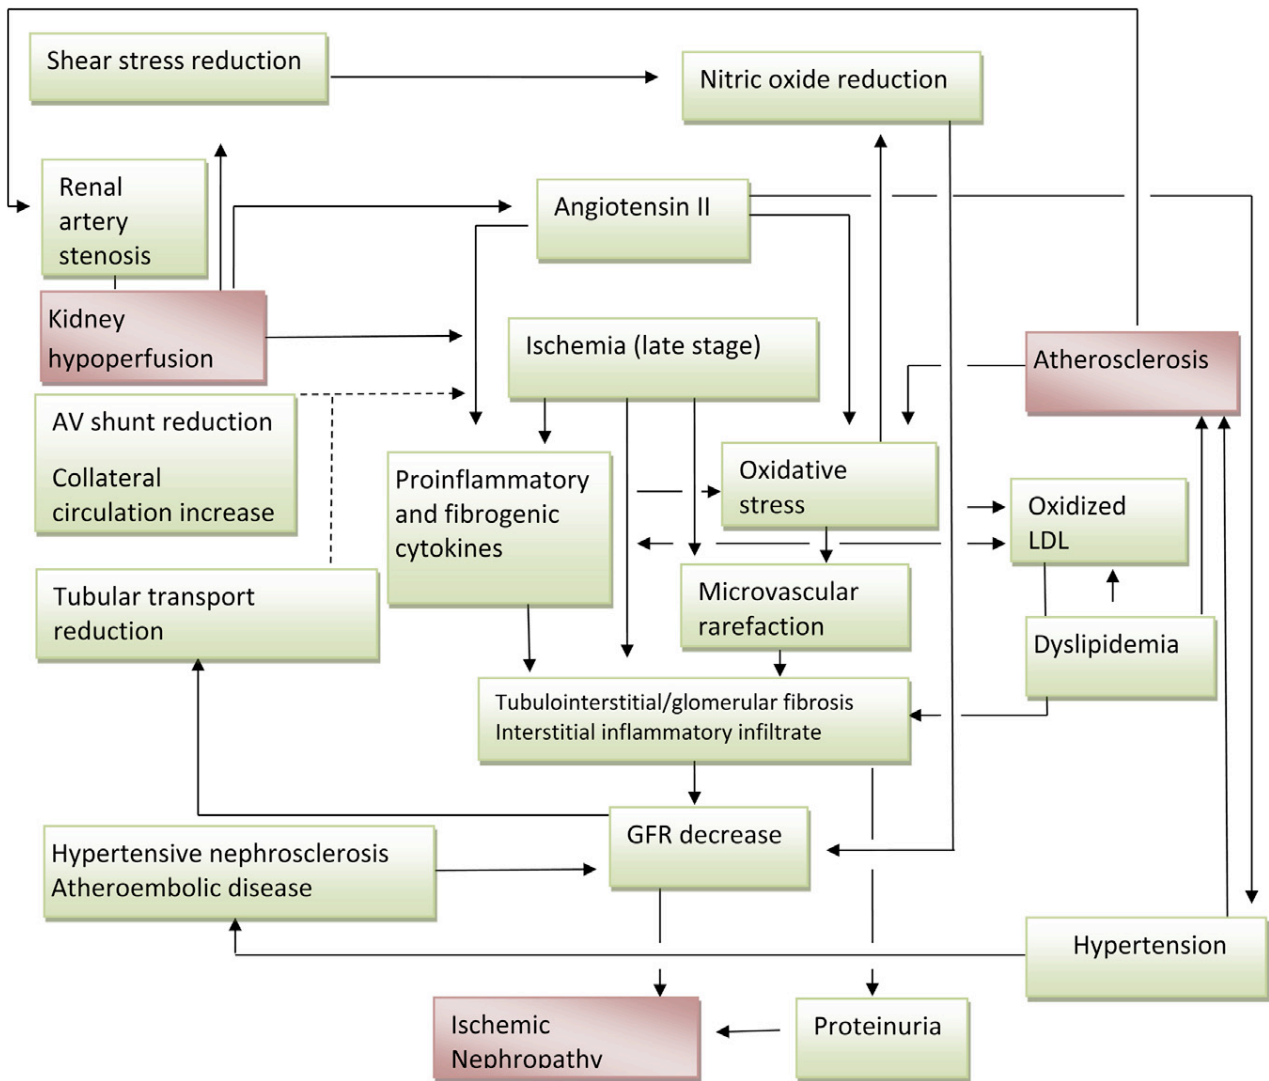 Shear stress reduction
Nitric oxide reduction
Renal
artery
stenosis
Angiotensin II
Kidney
hypoperfusion
Ischemia (late stage)
Atherosclerosis
AV shunt reduction
Collateral
circulation increase
Proinflammatory
and fibrogenic
cytokines
Oxidative
stress
Oxidized
LDL
Tubular transport
reduction
Microvascular
rarefaction
Dyslipidemia
Tubulointerstitial/glomerular fibrosis
Interstitial inflammatory infiltrate
GFR decrease
Hypertensive nephrosclerosis
Atheroembolic disease
Hypertension
Ischemic
Nephropathy
Proteinuria